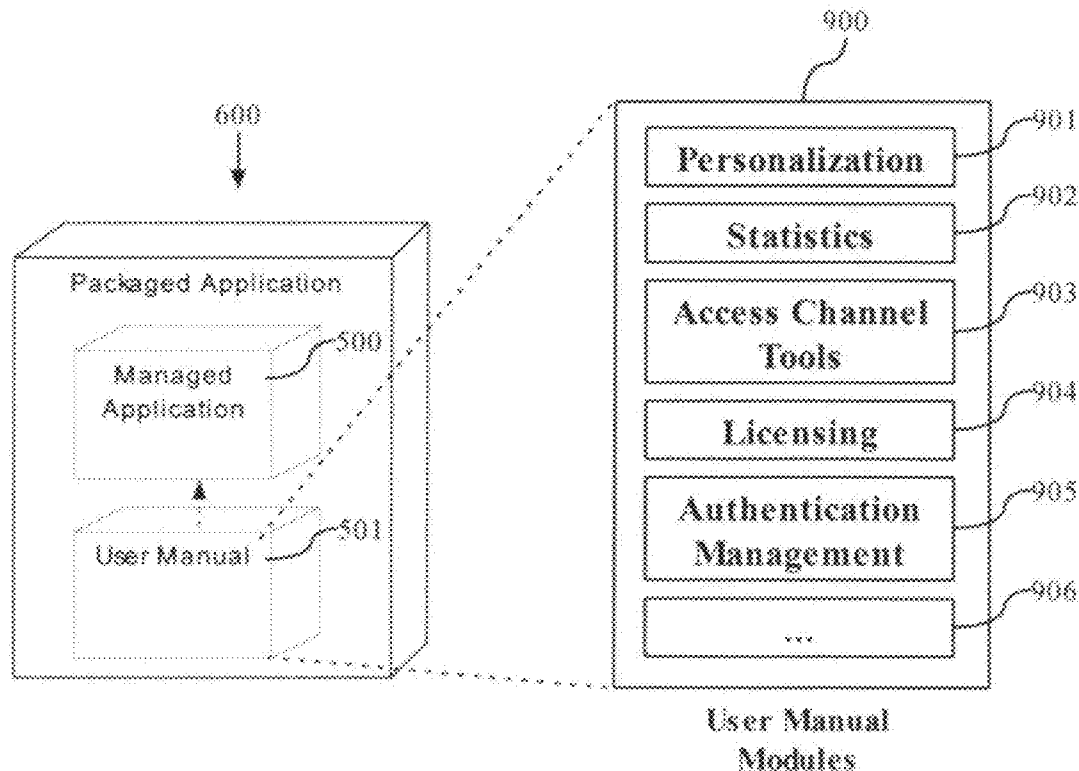 600
Packaged Application
500
Managed
Application
501
User Manual
900
901
Personalization
902
Statistics
903
Access Channel
Tools
904
Licensing
905
Authentication
Management
906
...
User Manual
Modules